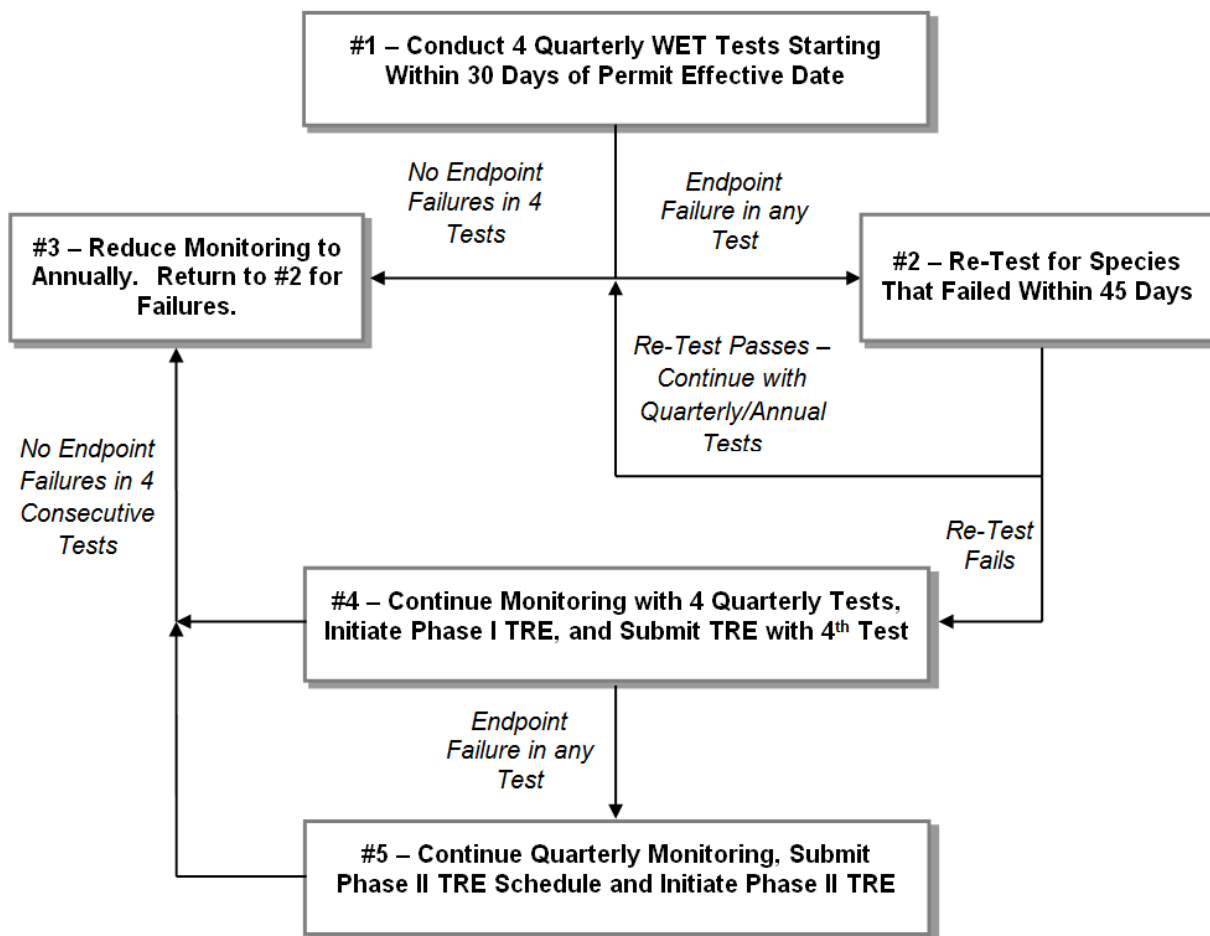 #1 – Conduct 4 Quarterly WET Tests Starting
Within 30 Days of Permit Effective Date
No Endpoint
Failures in 4
Tests
Endpoint
Failure in any
Test
#3 – Reduce Monitoring to
Annually.  Return to #2 for
Failures.
#2 – Re-Test for Species
That Failed Within 45 Days
Re-Test Passes –
Continue with
Quarterly/Annual
Tests
No Endpoint
Failures in 4
Consecutive
Tests
Re-Test
Fails
#4 – Continue Monitoring with 4 Quarterly Tests,
Initiate Phase I TRE, and Submit TRE with 4th Test
Endpoint
Failure in any
Test
#5 – Continue Quarterly Monitoring, Submit
Phase II TRE Schedule and Initiate Phase II TRE